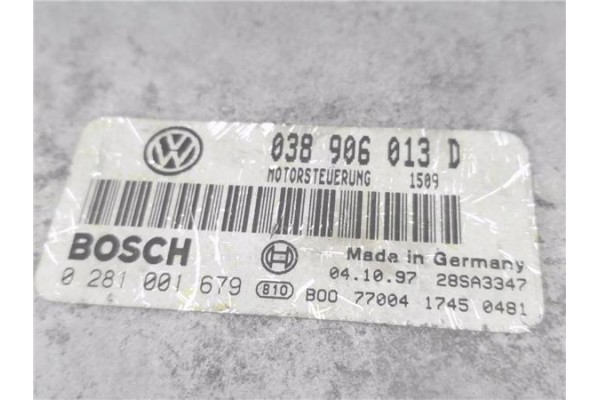 VW 038 906 013 D
MOTORSTEUERUNG 1509
BOSCH Made in Germany
04.10.97 28SA3347
0 281 001 679 810 B00 77004 1745 0481